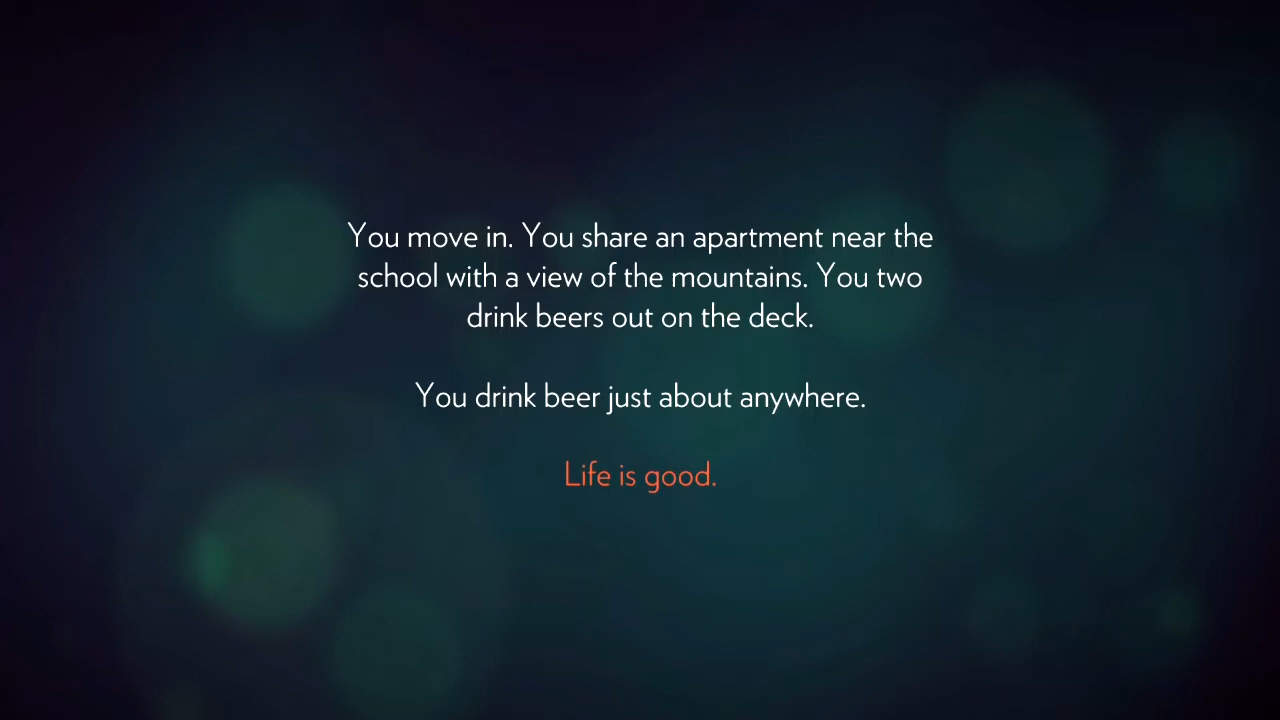 You move in. You share an apartment near the
school with a view of the mountains. You two
drink beers out on the deck.
You drink beer just about anywhere.
Life is good.